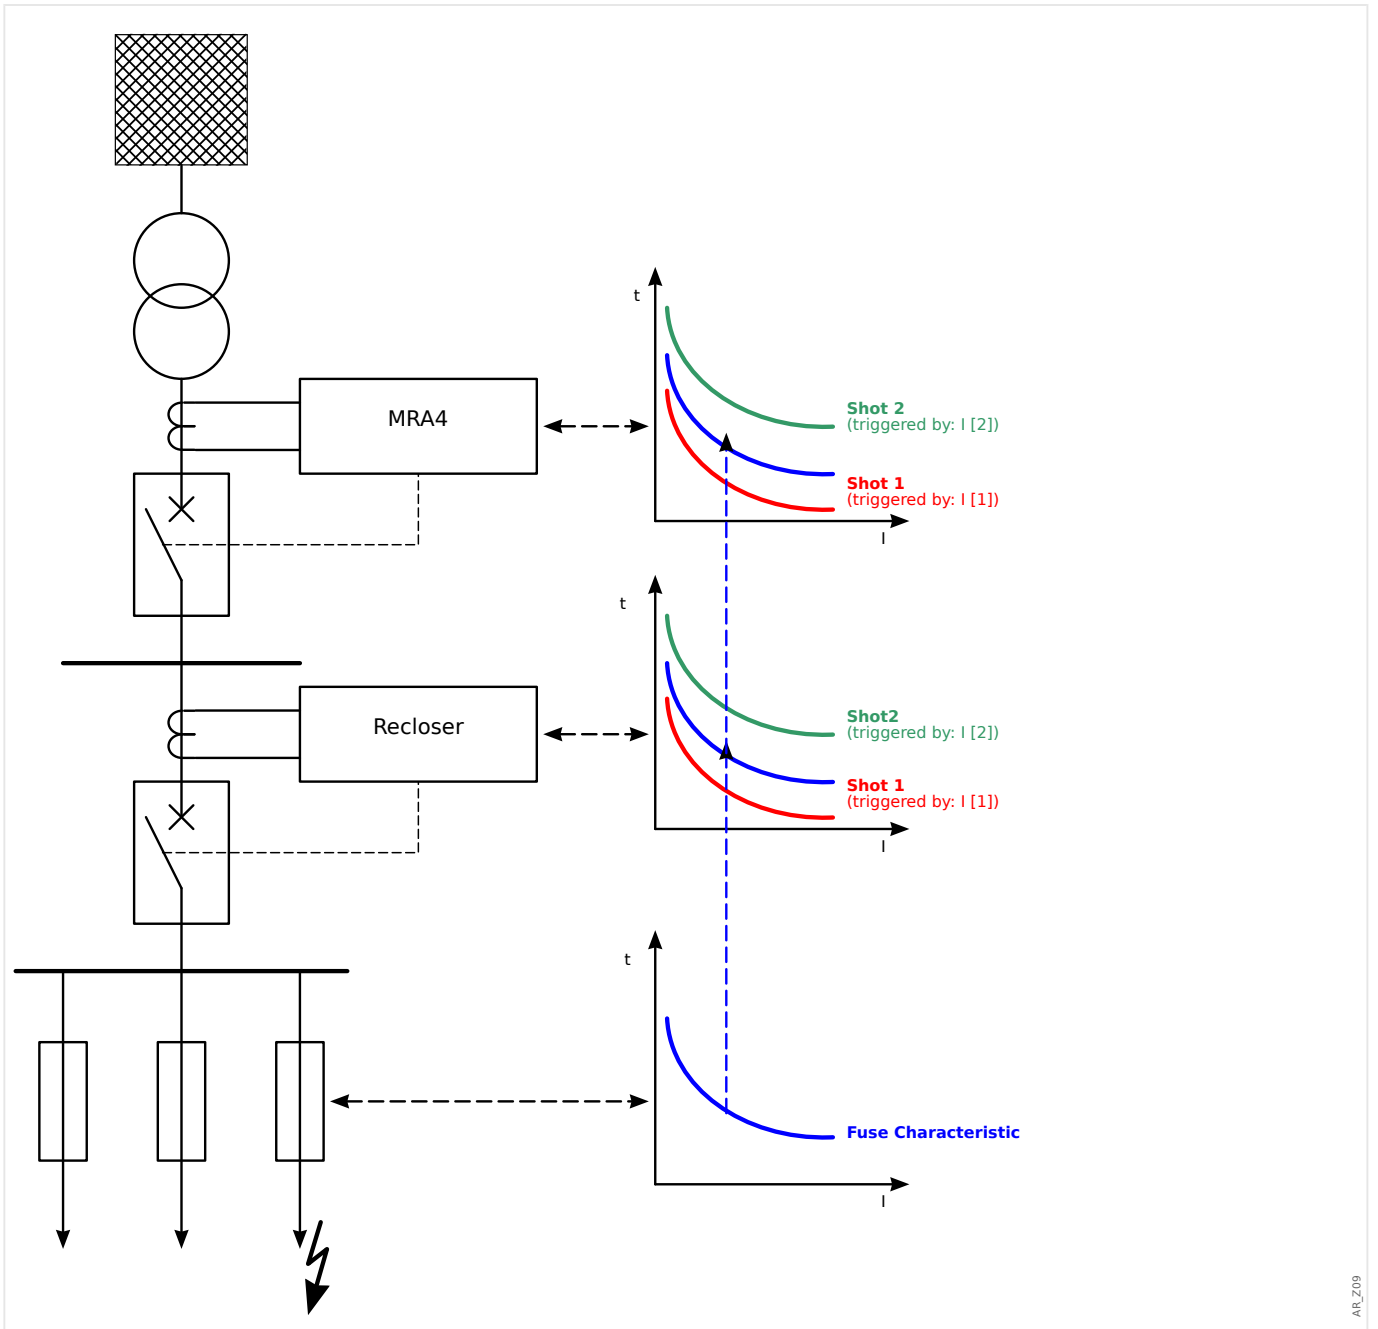 t
MRA4
Shot 2
(triggered by: I [2])
Shot 1
(triggered by: I [1])
I
t
Recloser
Shot2
(triggered by: I [2])
Shot 1
(triggered by: I [1])
I
t
Fuse Characteristic
I
AR_Z09